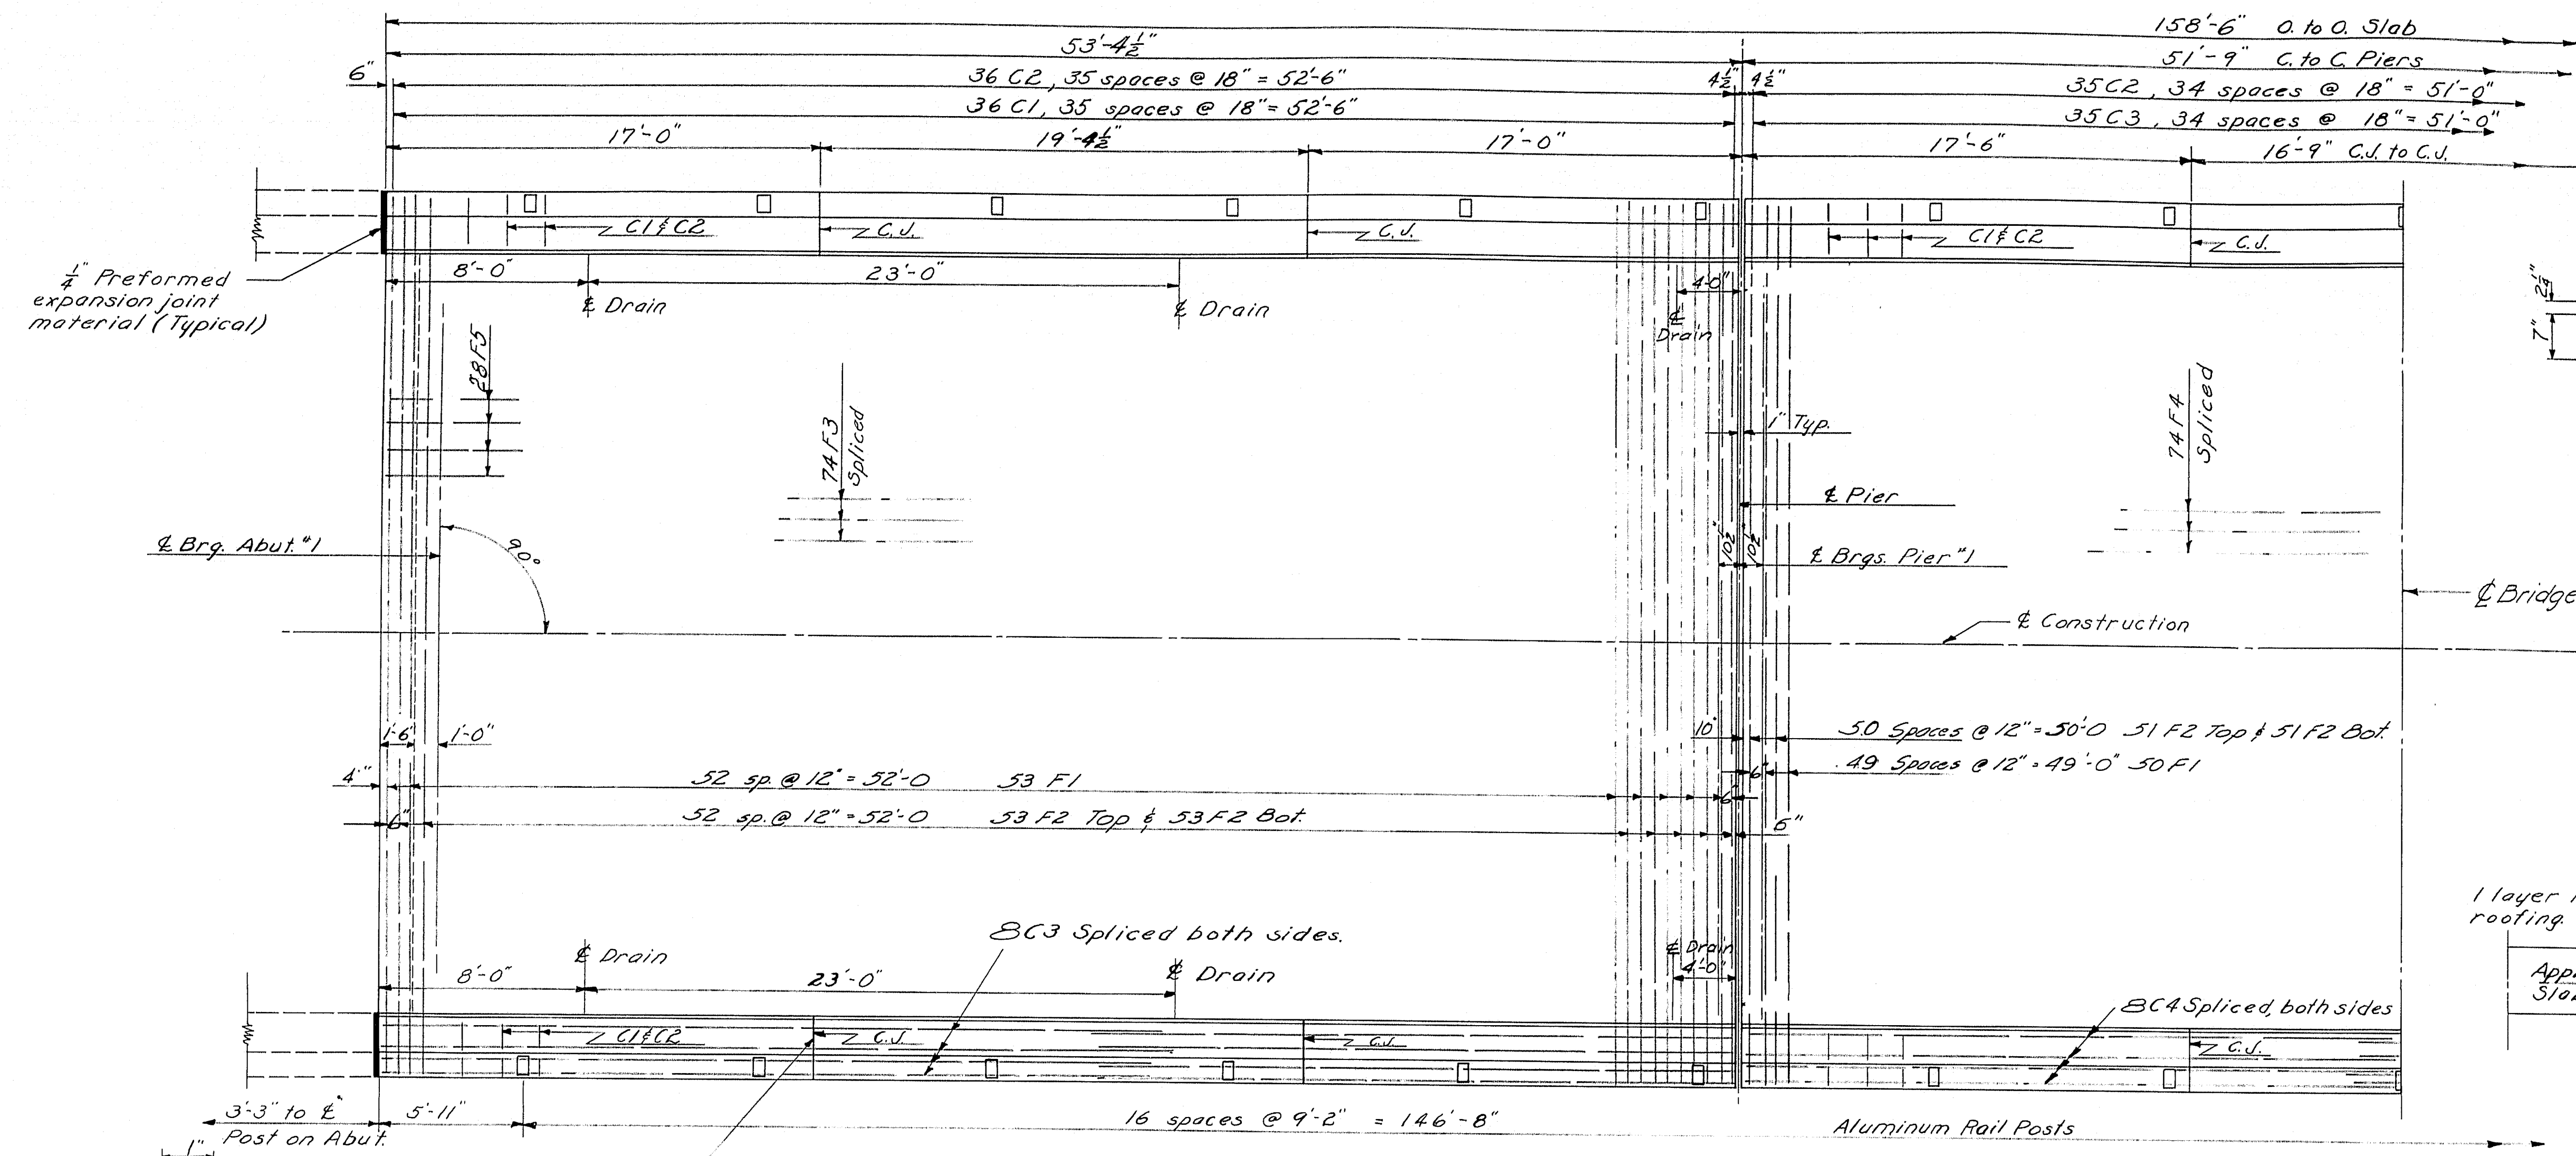 158'-6" O. to O. Slab
53'-4½"
51'-9" C. to C. Piers
6"
36 C2, 35 spaces @ 18" = 52'-6"
4½" 4½"
35C2, 34 spaces @ 18" = 51'-0"
36 C1, 35 spaces @ 18" = 52'-6"
35C3, 34 spaces @ 18" = 51'-0"
17'-0"
19'-4½"
17'-0"
17'-6"
16'-9" C.J. to C.J.
C1 & C2
C.J.
C.J.
C1 & C2
C.J.
¼" Preformed
expansion joint
material (Typical)
8'-0"
23'-0"
4'-0"
2¼"
7"
℄ Drain
℄ Drain
℄
Drain
28F5
74 F3
Spliced
1" Typ.
74 F4
Spliced
℄ Pier
℄ Brg. Abut. #1
90°
10½" 10½"
℄ Brgs. Pier #1
℄ Bridge
℄ Construction
1'-6"
1'-0"
10"
50 Spaces @ 12" = 50'-0 51 F2 Top & 51 F2 Bot.
49 Spaces @ 12" = 49'-0" 50 F1
4"
52 sp. @ 12" = 52'-0 53 F1
6"
6"
6"
52 sp. @ 12" = 52'-0 53 F2 Top & 53 F2 Bot.
6"
1 layer
roofing.
8C3 Spliced both sides.
℄ Drain
℄ Drain
℄ Drain
8'-0"
23'-0"
4'-0"
8C4 Spliced, both sides
C1 & C2
C.J.
C.J.
C.J.
3'-3" to ℄
Post on Abut.
5'-11"
16 spaces @ 9'-2" = 146'-8"
Aluminum Rail Posts
1"